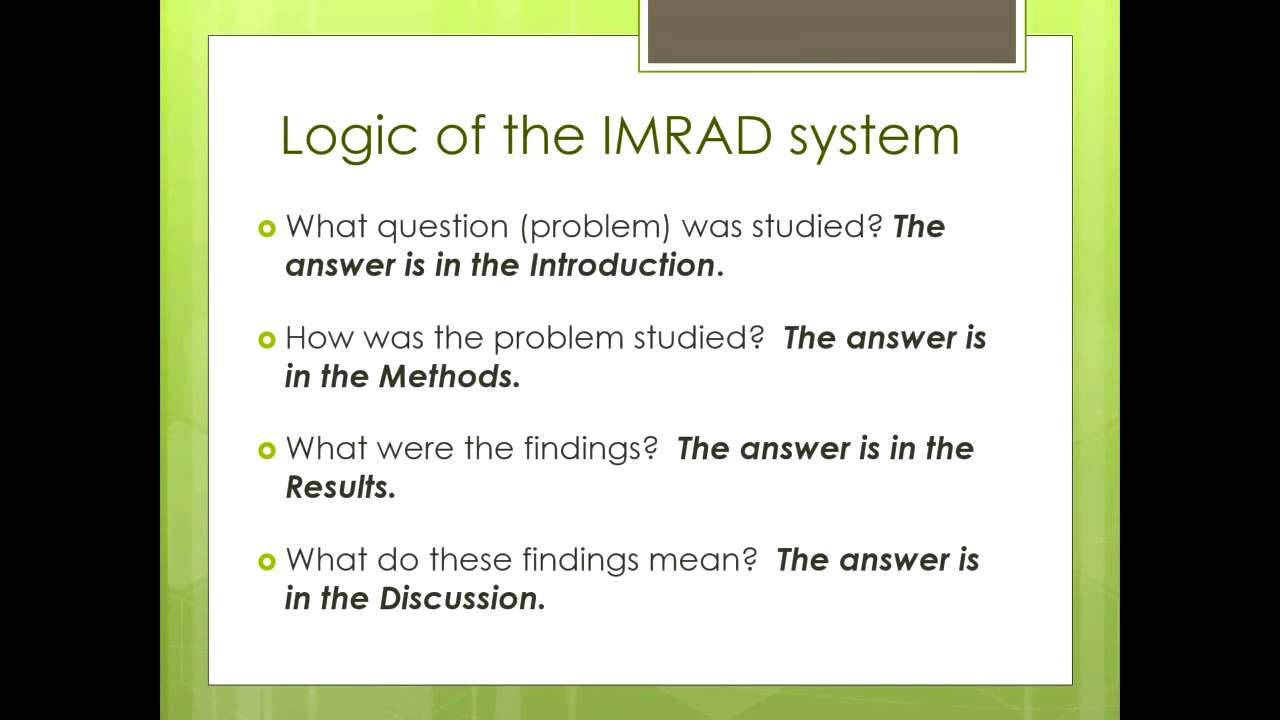 Logic of the IMRAD system
What question (problem) was studied? The
answer is in the Introduction.
How was the problem studied?  The answer is
in the Methods.
What were the findings?  The answer is in the
Results.
What do these findings mean?  The answer is
in the Discussion.